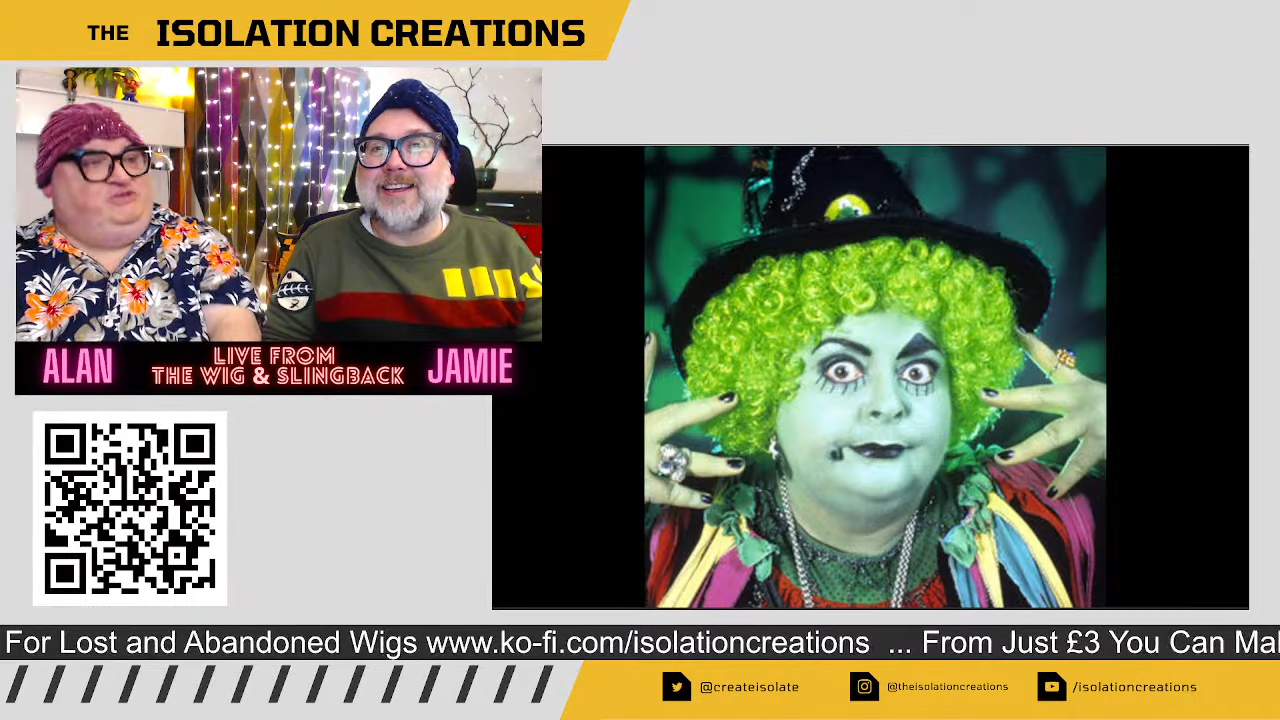 THE ISOLATION CREATIONS
ALAN
LIVE FROM
THE WIG & SLINGBACK
JAMIE
For Lost and Abandoned Wigs www.ko-fi.com/isolationcreations ... From Just £3 You Can Mal
@createisolate
@theisolationcreations
/isolationcreations